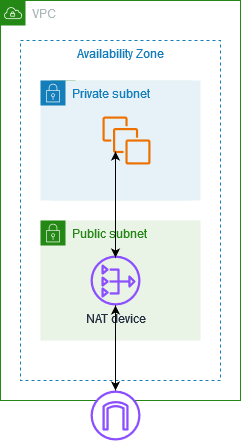 VPC
Availability Zone
Private subnet
Public subnet
NAT device